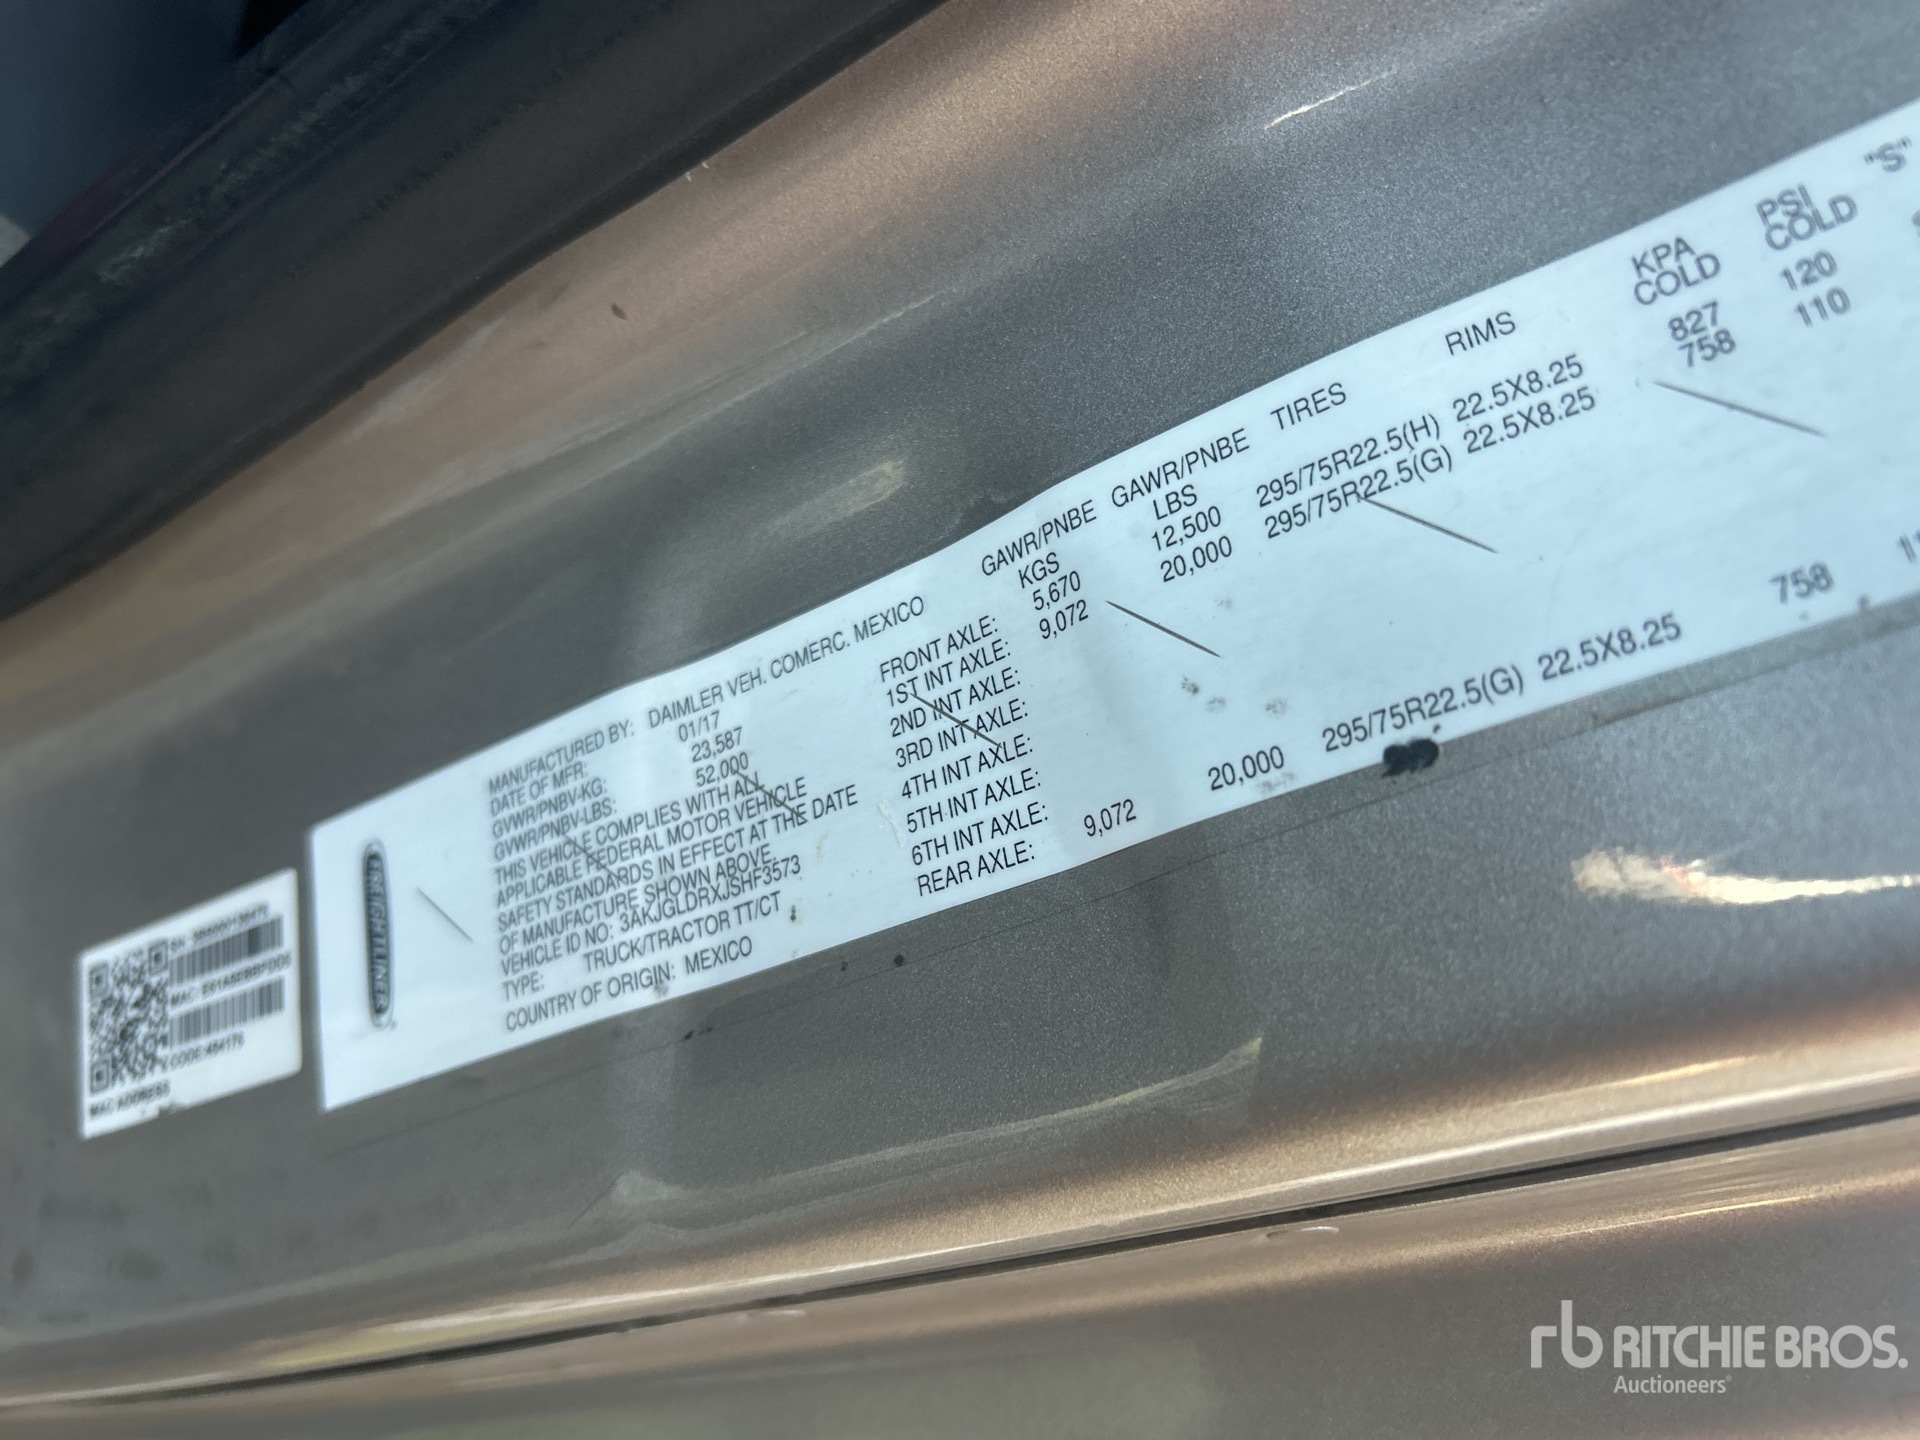 FREIGHTLINER
MANUFACTURED BY: DAIMLER VEH. COMERC. MEXICO
DATE OF MFR: 01/17
GVWR/PNBV-KG: 23,587
GVWR/PNBV-LBS: 52,000
THIS VEHICLE COMPLIES WITH ALL
APPLICABLE FEDERAL MOTOR VEHICLE
SAFETY STANDARDS IN EFFECT AT THE DATE
OF MANUFACTURE SHOWN ABOVE.
VEHICLE ID NO: 3AKJGLDRXJSHF3573
TYPE: TRUCK/TRACTOR TT/CT
COUNTRY OF ORIGIN: MEXICO
GAWR/PNBE KGS GAWR/PNBE LBS TIRES RIMS KPA COLD PSI COLD "S"
FRONT AXLE: 5,670 12,500 295/75R22.5(H) 22.5X8.25 827 120
1ST INT AXLE: 9,072 20,000 295/75R22.5(G) 22.5X8.25 758 110
2ND INT AXLE:
3RD INT AXLE:
4TH INT AXLE:
5TH INT AXLE:
6TH INT AXLE:
REAR AXLE: 9,072 20,000 295/75R22.5(G) 22.5X8.25 758
MAC ADDRESS
rb RITCHIE BROS.
Auctioneers